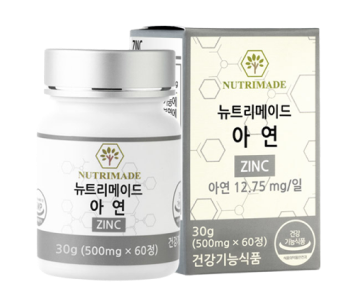 NUTRIMADE
뉴트리메이드
아연
ZINC
30g (500mg × 60정)
NUTRIMADE
뉴트리메이드
아 연
ZINC
아연 12.75 mg/일
30g
(500mg × 60정)
건강기능식품
건강
기능식품